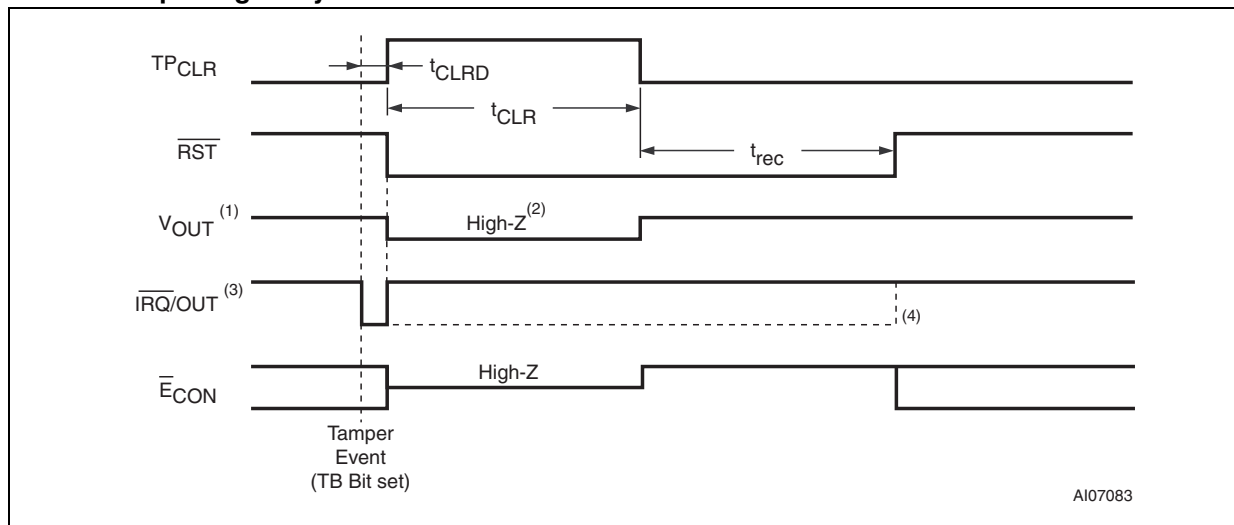 TPCLR
tCLRD
tCLR
RST
trec
VOUT (1)
High-Z(2)
IRQ/OUT (3)
(4)
High-Z
ECON
Tamper
Event
(TB Bit set)
AI07083